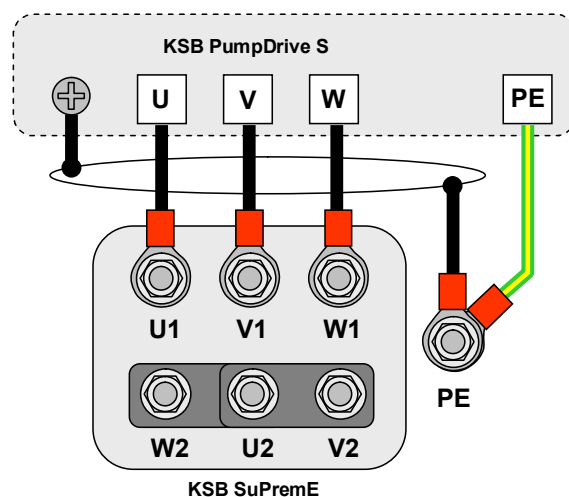 KSB PumpDrive S
U V W PE
U1 V1 W1
PE
W2 U2 V2
KSB SuPremE